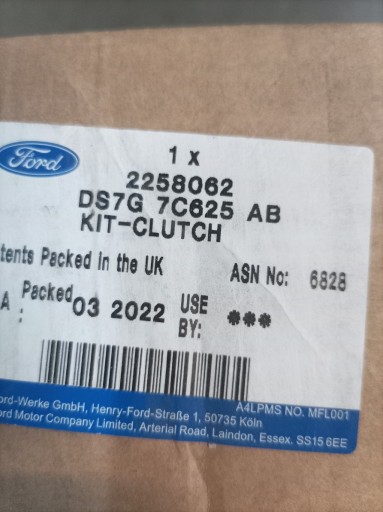 Ford
1 x
2258062
DS7G 7C625 AB
KIT-CLUTCH
tents Packed in the UK
ASN No: 6828
A : Packed 03 2022 USE BY: ***
A4LPMS NO. MFL001
ord-Werke GmbH, Henry-Ford-Straße 1, 50735 Köln
ord Motor Company Limited, Arterial Road, Laindon, Essex. SS15 6EE